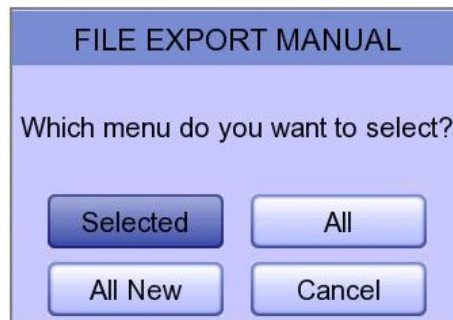 FILE EXPORT MANUAL
Which menu do you want to select?
Selected All
All New Cancel